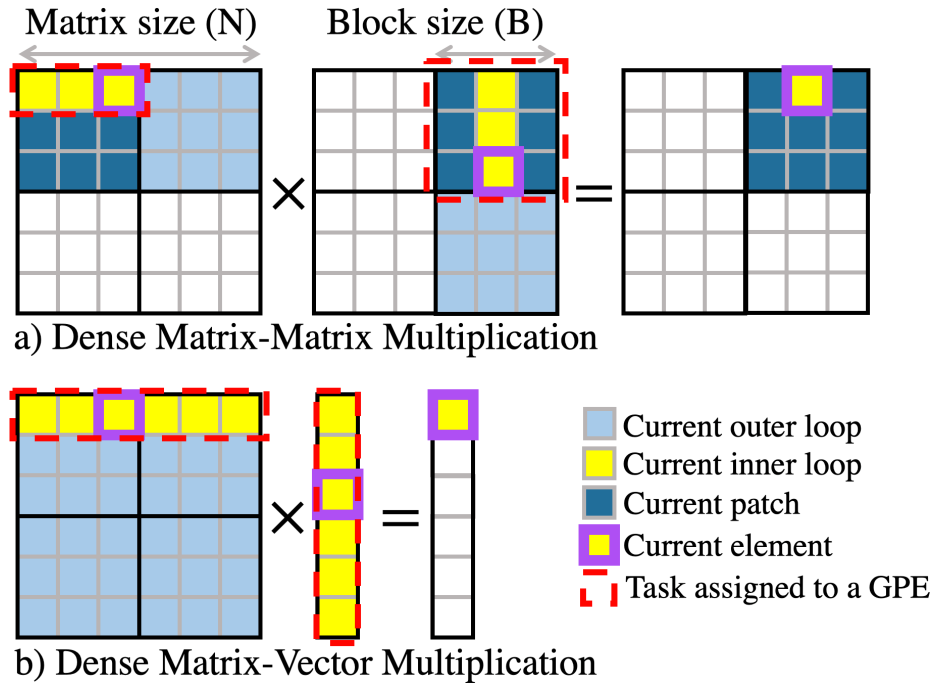 Matrix size (N)
Block size (B)
×
=
a) Dense Matrix-Matrix Multiplication
×
=
Current outer loop
Current inner loop
Current patch
Current element
Task assigned to a GPE
b) Dense Matrix-Vector Multiplication